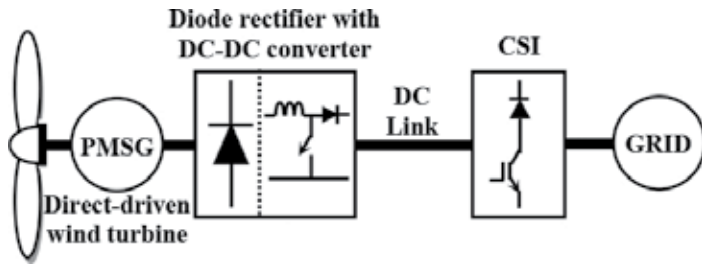 Diode rectifier with
DC-DC converter
CSI
DC
Link
PMSG
GRID
Direct-driven
wind turbine